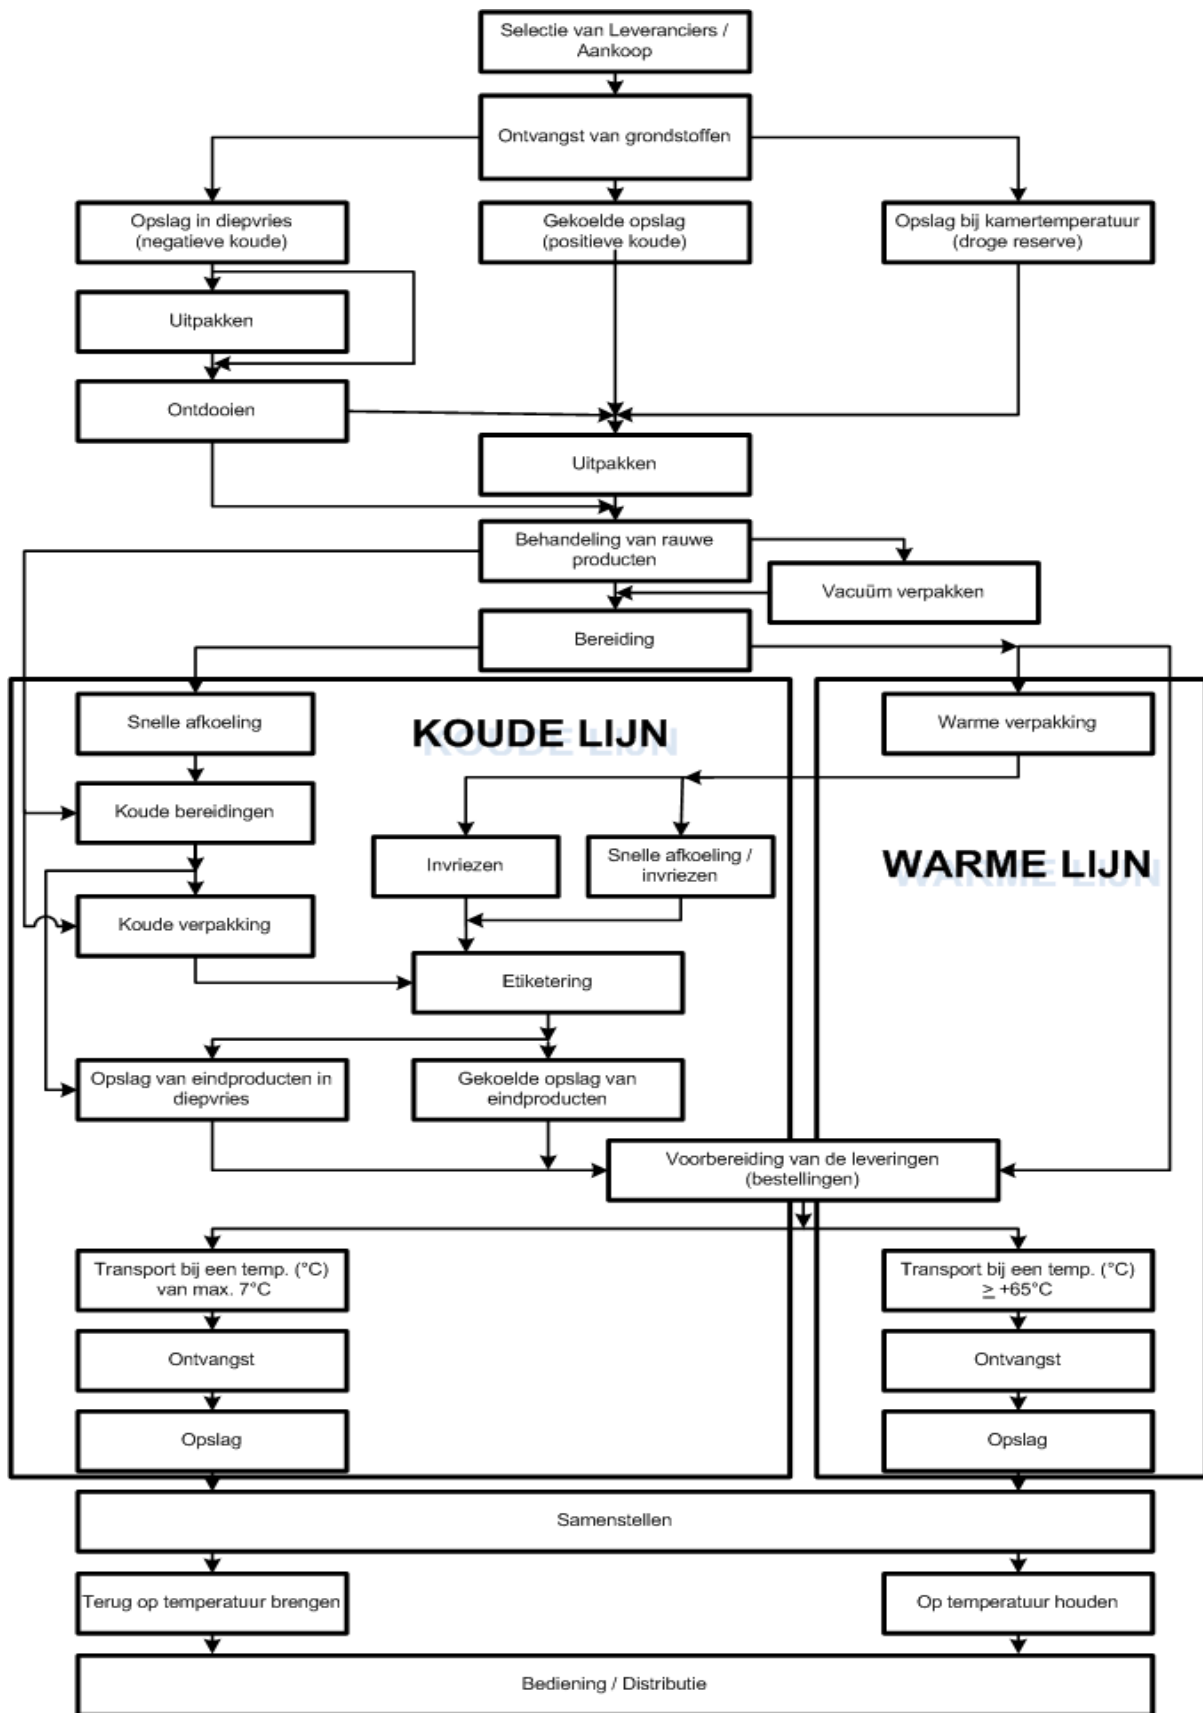 Selectie van Leveranciers /
Aankoop
Ontvangst van grondstoffen
Opslag in diepvries
(negatieve koude)
Gekoelde opslag
(positieve koude)
Opslag bij kamertemperatuur
(droge reserve)
Uitpakken
Ontdooien
Uitpakken
Behandeling van rauwe
producten
Vacuüm verpakken
Bereiding
Snelle afkoeling
KOUDE LIJN
Warme verpakking
Koude bereidingen
Invriezen
Snelle afkoeling /
invriezen
WARME LIJN
Koude verpakking
Etiketering
Opslag van eindproducten in
diepvries
Gekoelde opslag van
eindproducten
Voorbereiding van de leveringen
(bestellingen)
Transport bij een temp. (°C)
van max. 7°C
Transport bij een temp. (°C)
≥ +65°C
Ontvangst
Ontvangst
Opslag
Opslag
Samenstellen
Terug op temperatuur brengen
Op temperatuur houden
Bediening / Distributie